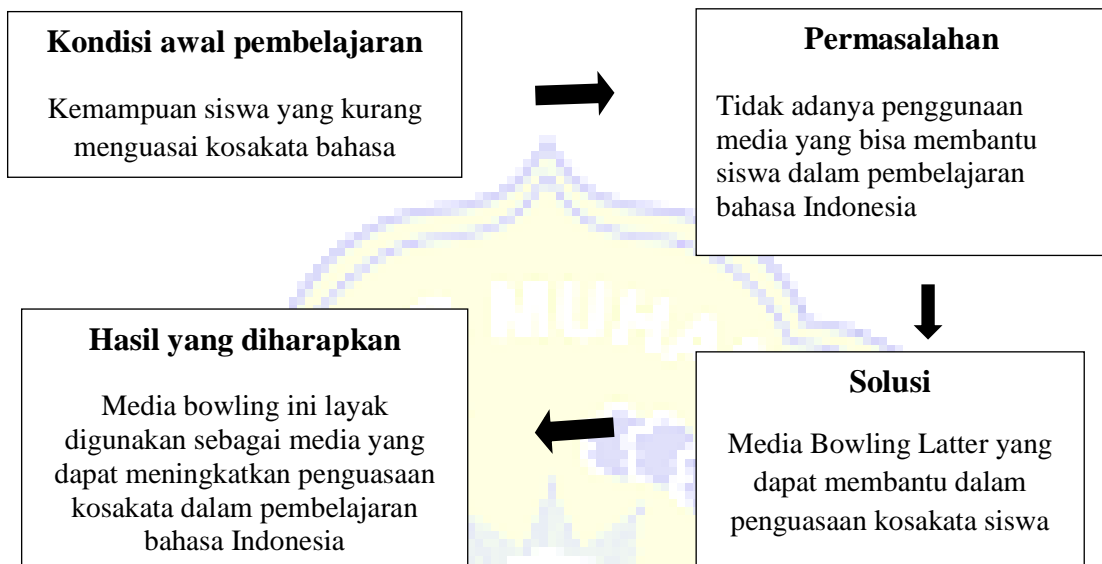 Kondisi awal pembelajaran
Kemampuan siswa yang kurang
menguasai kosakata bahasa
Permasalahan
Tidak adanya penggunaan
media yang bisa membantu
siswa dalam pembelajaran
bahasa Indonesia
Solusi
Media Bowling Latter yang
dapat membantu dalam
penguasaan kosakata siswa
Hasil yang diharapkan
Media bowling ini layak
digunakan sebagai media yang
dapat meningkatkan penguasaan
kosakata dalam pembelajaran
bahasa Indonesia